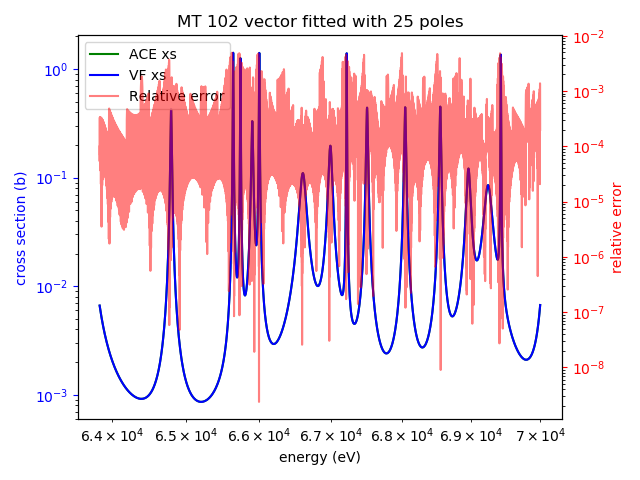 MT 102 vector fitted with 25 poles
ACE xs
VF xs
Relative error
cross section (b)
10⁰
10⁻¹
10⁻²
10⁻³
10⁻²
10⁻³
10⁻⁴
10⁻⁵
10⁻⁶
10⁻⁷
10⁻⁸
relative error
6.4 × 10⁴ 6.5 × 10⁴ 6.6 × 10⁴ 6.7 × 10⁴ 6.8 × 10⁴ 6.9 × 10⁴ 7 × 10⁴
energy (eV)